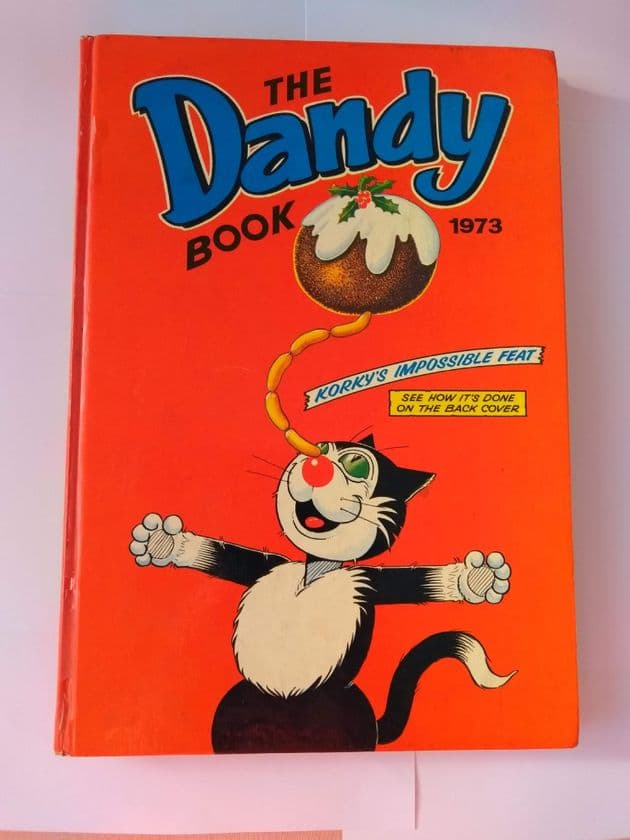 THE
Dandy
BOOK 1973
KORKY'S IMPOSSIBLE FEAT
SEE HOW IT'S DONE
ON THE BACK COVER